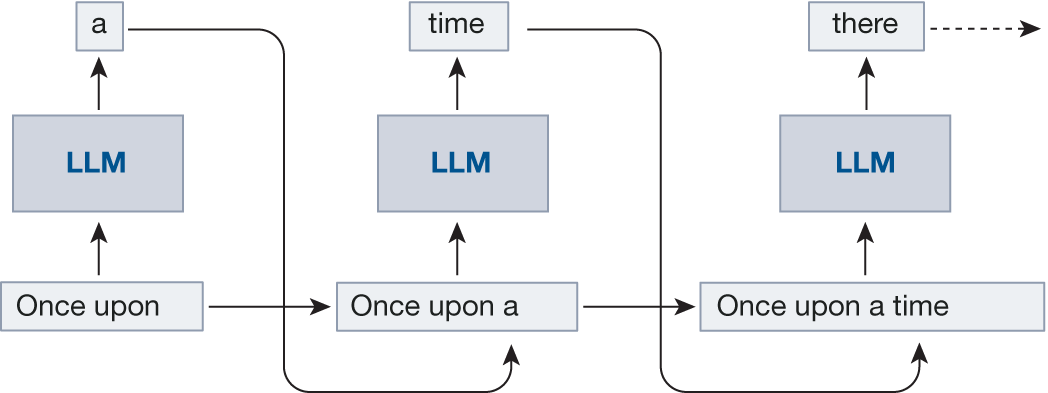 a
time
there
LLM
LLM
LLM
Once upon
Once upon a
Once upon a time